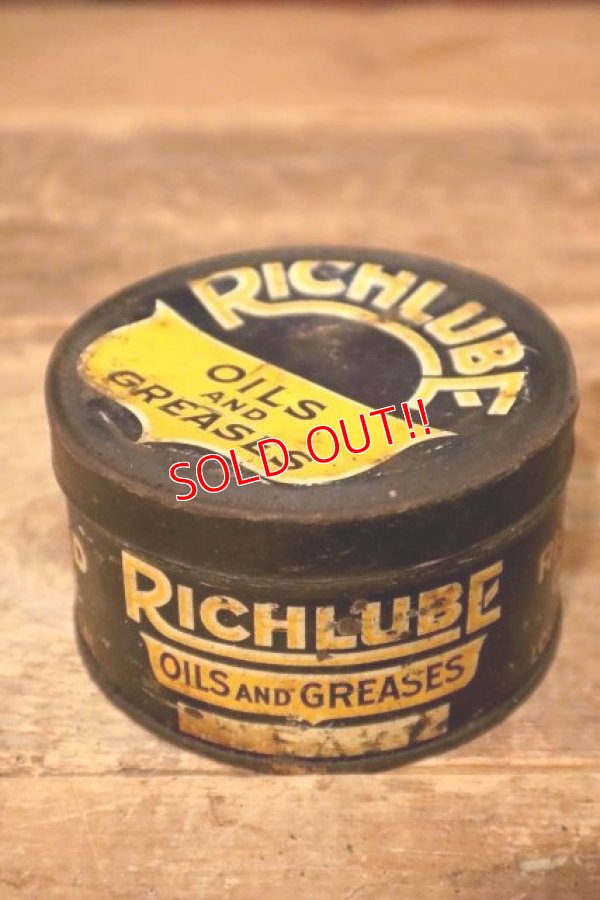 RICHLUBE
OILS
AND
GREASES
SOLD OUT!!
RICHLUBE
OILS AND GREASES